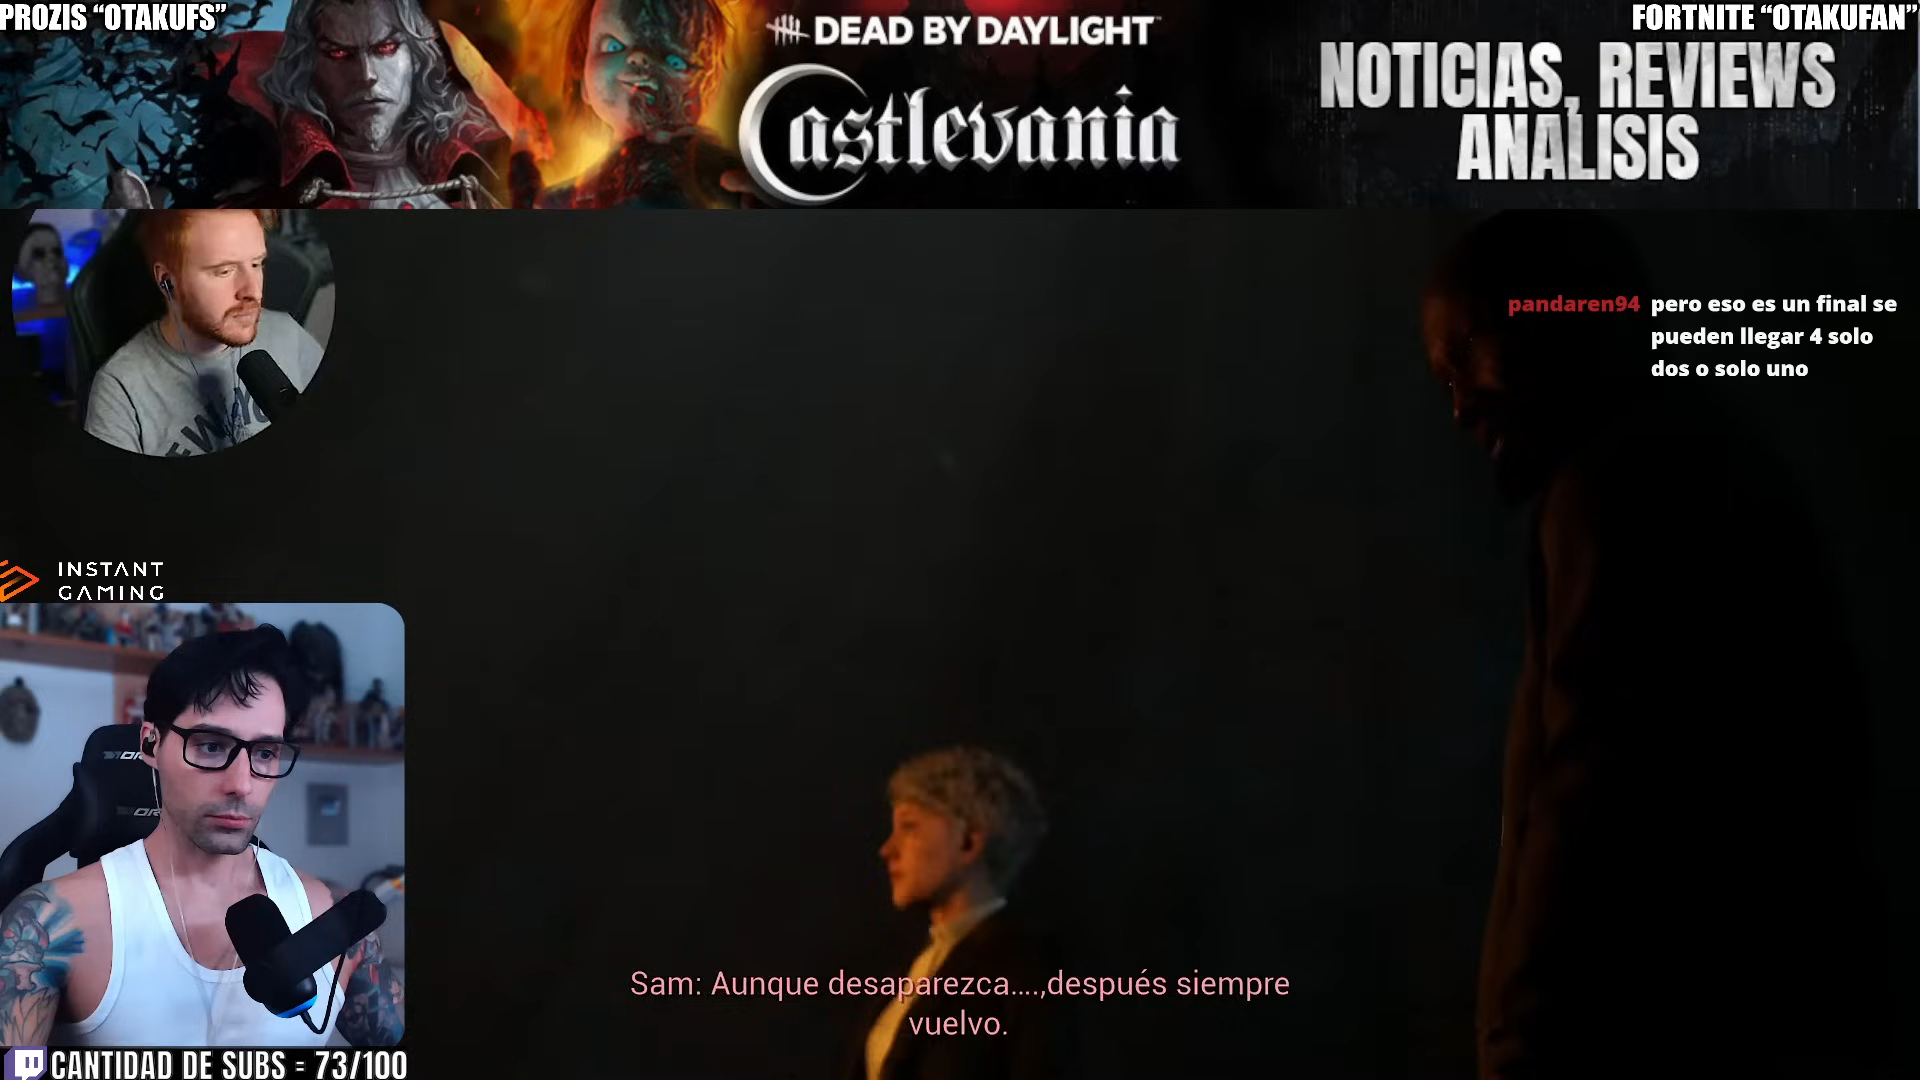 PROZIS “OTAKUFS”
DEAD BY DAYLIGHT
Castlevania
FORTNITE “OTAKUFAN”
NOTICIAS, REVIEWS
ANALISIS
pandaren94 pero eso es un final se
pueden llegar 4 solo
dos o solo uno
INSTANT
GAMING
Sam: Aunque desaparezca....,después siempre
vuelvo.
CANTIDAD DE SUBS = 73/100